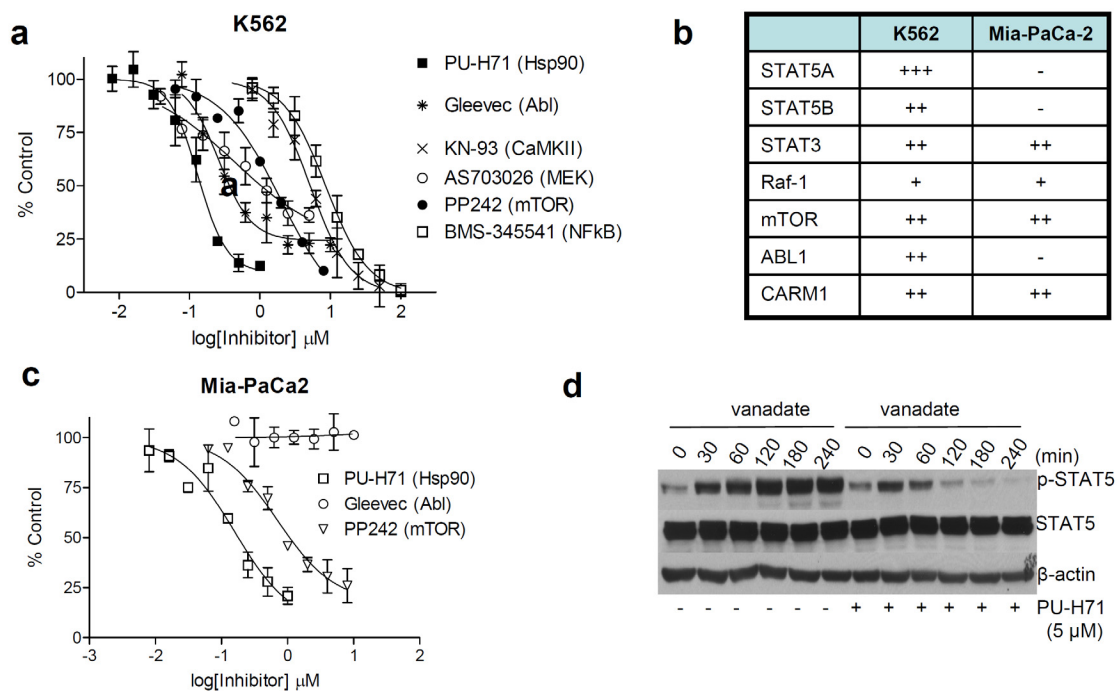 a
K562
% Control
100
75
50
25
0
-2
-1
0
1
2
log[Inhibitor] μM
a
PU-H71 (Hsp90)
Gleevec (Abl)
KN-93 (CaMKII)
AS703026 (MEK)
PP242 (mTOR)
BMS-345541 (NFkB)
b
K562 Mia-PaCa-2
STAT5A +++ -
STAT5B ++ -
STAT3 ++ ++
Raf-1 + +
mTOR ++ ++
ABL1 ++ -
CARM1 ++ ++
c
Mia-PaCa2
% Control
100
75
50
25
0
-3
-2
-1
0
1
2
log[Inhibitor] μM
PU-H71 (Hsp90)
Gleevec (Abl)
PP242 (mTOR)
d
vanadate vanadate
0 30 60 120 180 240 0 30 60 120 180 240 (min)
p-STAT5
STAT5
β-actin
- - - - - - + + + + + + PU-H71
(5 μM)